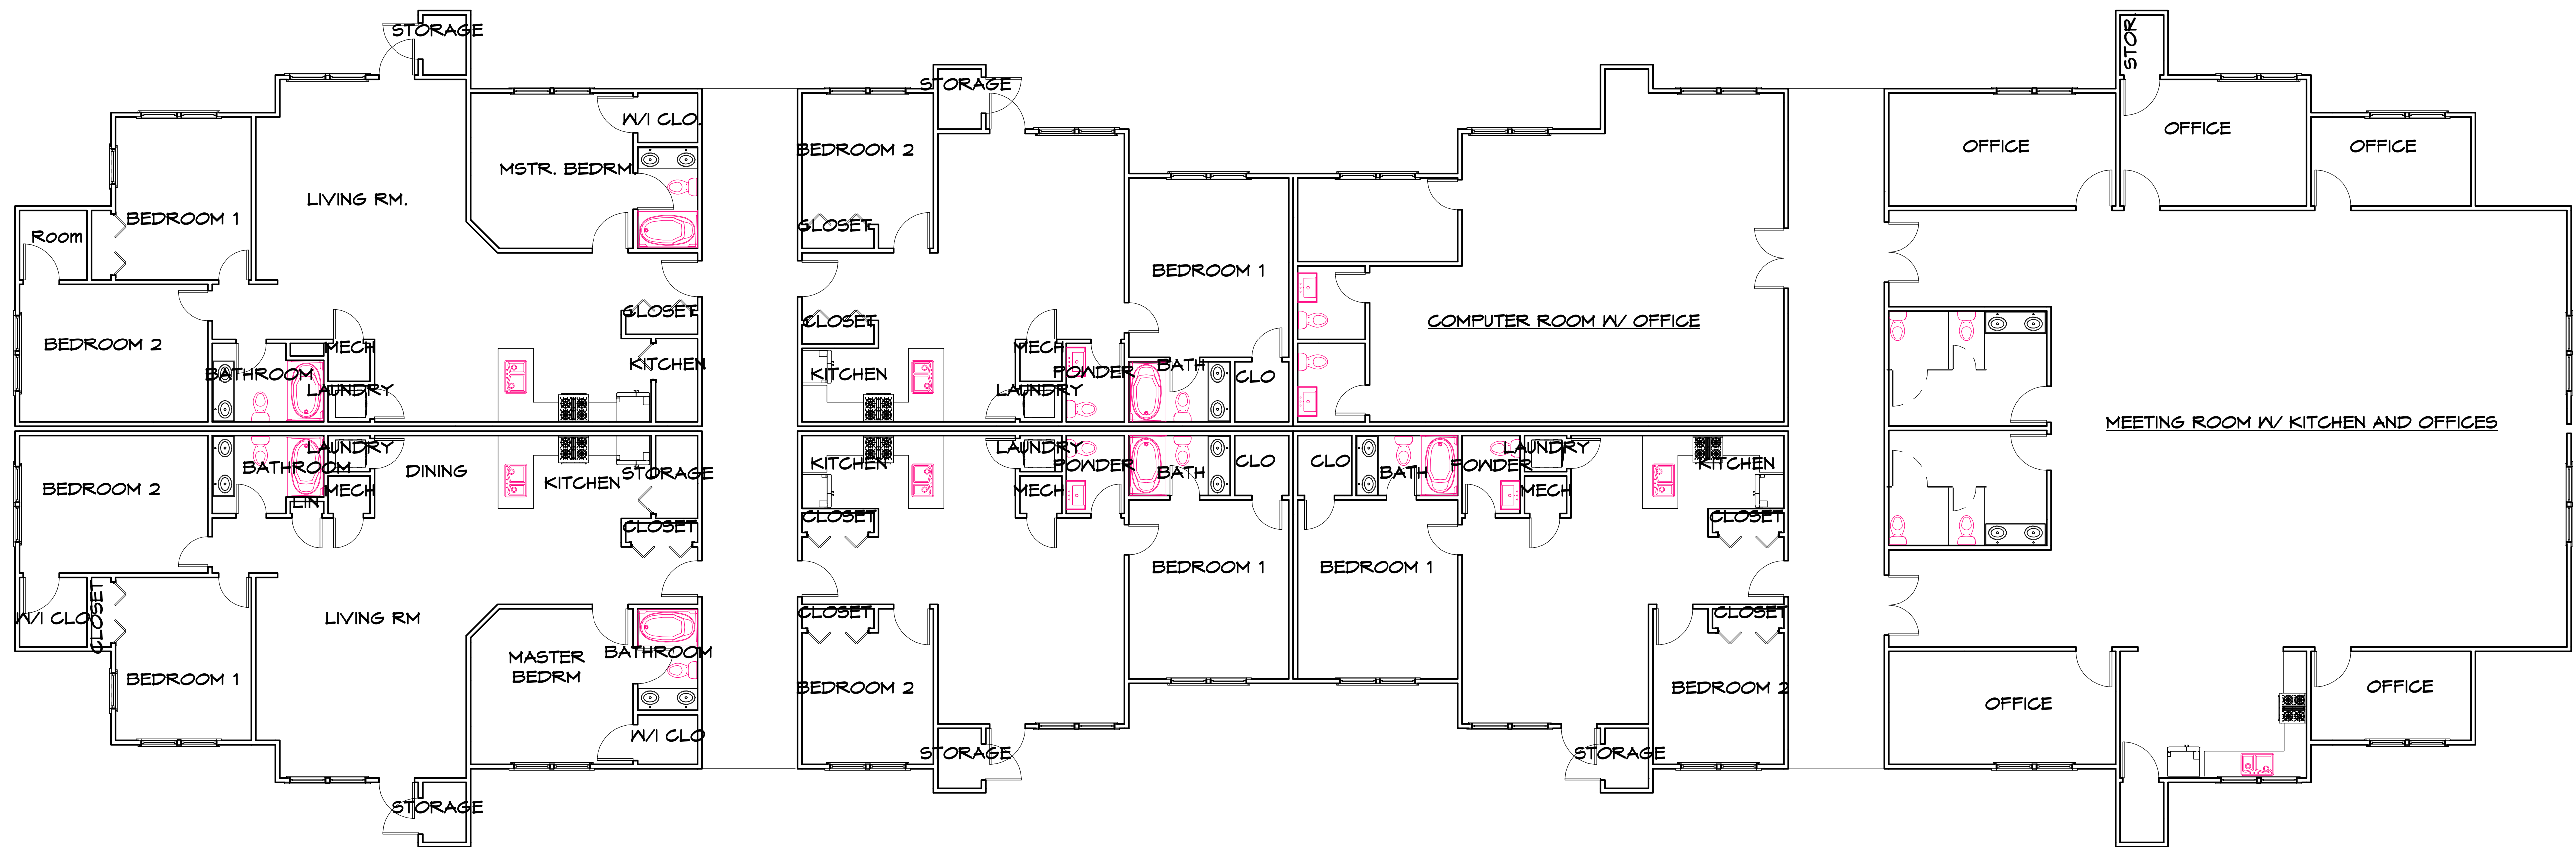 STORAGE
STOR.
W/I CLO.
STORAGE
OFFICE
OFFICE
OFFICE
BEDROOM 2
MSTR. BEDRM.
LIVING RM.
BEDROOM 1
Room
CLOSET
BEDROOM 1
CLOSET
CLOSET
COMPUTER ROOM W/ OFFICE
BEDROOM 2
MECH
MECH
KITCHEN
BATHROOM
KITCHEN
POWDER
BATH
CLO
LAUNDRY
LAUNDRY
MEETING ROOM W/ KITCHEN AND OFFICES
LAUNDRY
LAUNDRY
LAUNDRY
BATHROOM
DINING
STORAGE
KITCHEN
POWDER
BATH
CLO
CLO
BATH
POWDER
KITCHEN
BEDROOM 2
MECH
KITCHEN
MECH
MECH
LIN
CLOSET
CLOSET
CLOSET
BEDROOM 1
BEDROOM 1
W/I CLO
CLOSET
LIVING RM
CLOSET
CLOSET
BATHROOM
MASTER
BEDRM
BEDROOM 1
BEDROOM 2
BEDROOM 2
OFFICE
OFFICE
W/I CLO
STORAGE
STORAGE
STORAGE